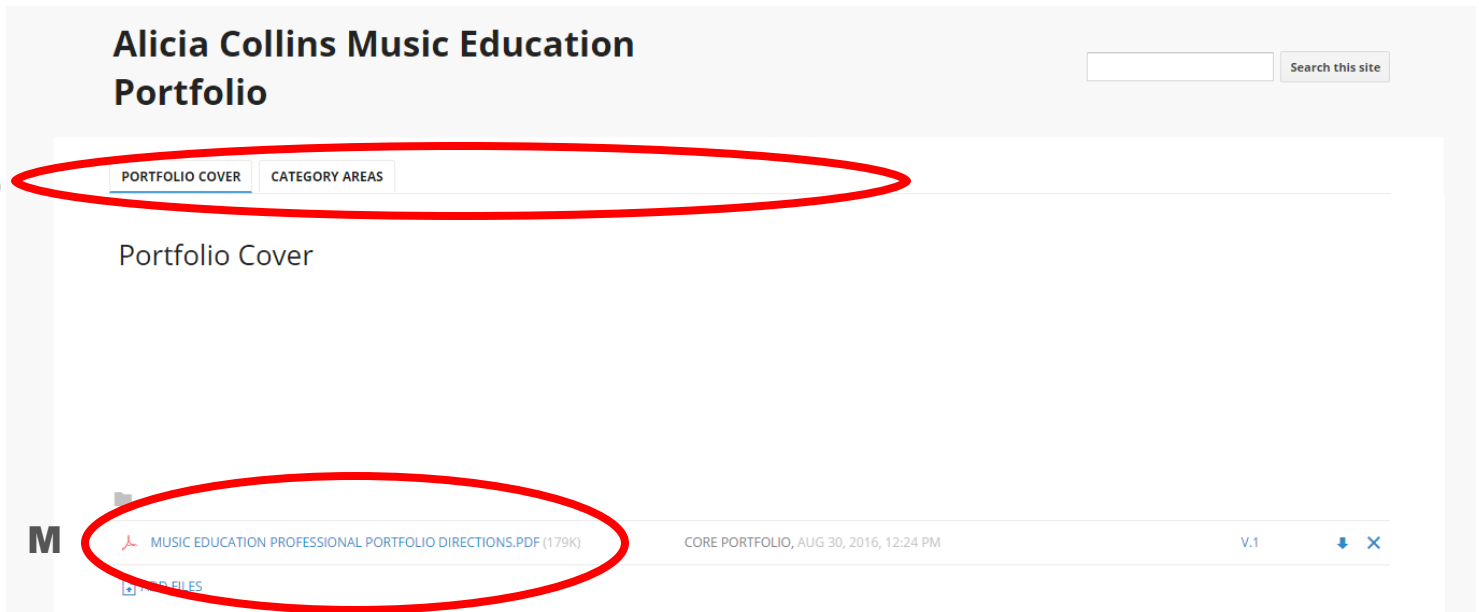 Alicia Collins Music Education
Portfolio
Search this site
PORTFOLIO COVER CATEGORY AREAS
Portfolio Cover
M MUSIC EDUCATION PROFESSIONAL PORTFOLIO DIRECTIONS.PDF (179K) CORE PORTFOLIO, AUG 30, 2016, 12:24 PM V.1
FILES